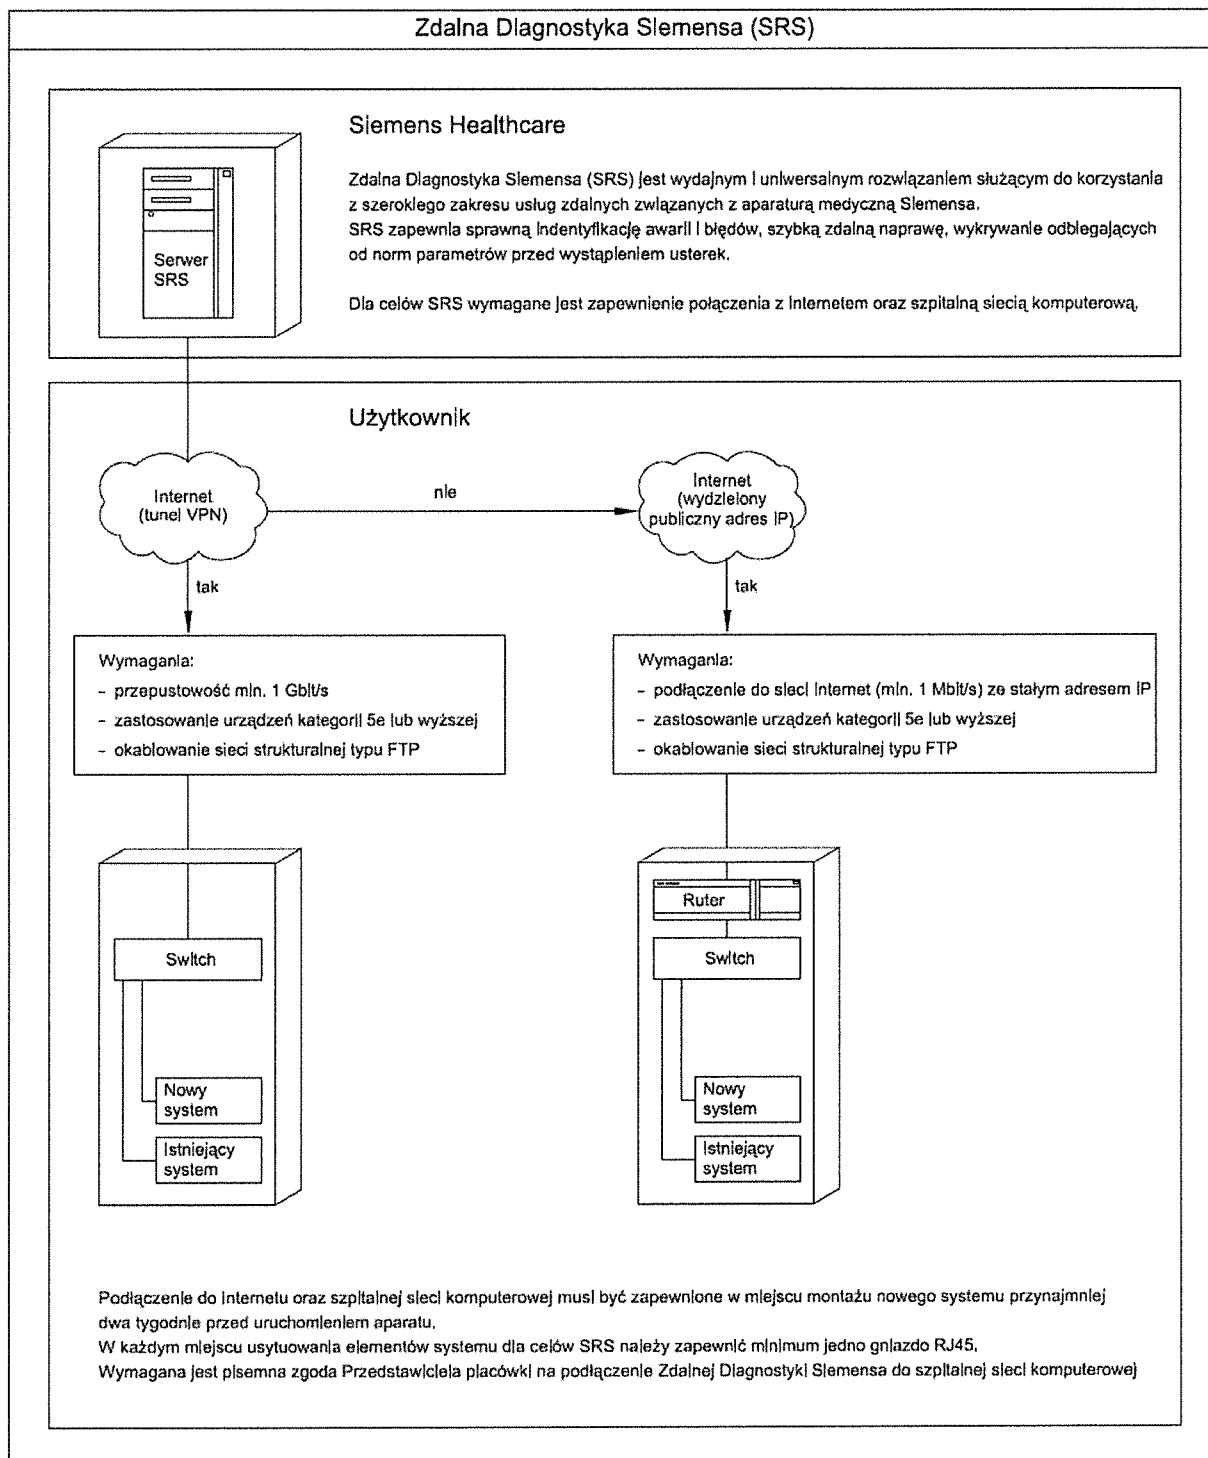 Zdalna Diagnostyka Siemensa (SRS)
Siemens Healthcare
Zdalna Diagnostyka Siemensa (SRS) jest wydajnym i uniwersalnym rozwiązaniem służącym do korzystania
z szerokiego zakresu usług zdalnych związanych z aparaturą medyczną Siemensa.
SRS zapewnia sprawną indentyfikację awarii i błędów, szybką zdalną naprawę, wykrywanie odbiegających
od norm parametrów przed wystąpieniem usterek.
Dla celów SRS wymagane jest zapewnienie połączenia z Internetem oraz szpitalną siecią komputerową.
Serwer
SRS
Użytkownik
Internet
(tunel VPN)
nie
Internet
(wydzielony
publiczny adres IP)
tak
tak
Wymagania:
- przepustowość min. 1 Gbit/s
- zastosowanie urządzeń kategorii 5e lub wyższej
- okablowanie sieci strukturalnej typu FTP
Wymagania:
- podłączenie do sieci Internet (min. 1 Mbit/s) ze stałym adresem IP
- zastosowanie urządzeń kategorii 5e lub wyższej
- okablowanie sieci strukturalnej typu FTP
Switch
Nowy
system
Istniejący
system
Ruter
Switch
Nowy
system
Istniejący
system
Podłączenie do Internetu oraz szpitalnej sieci komputerowej musi być zapewnione w miejscu montażu nowego systemu przynajmniej
dwa tygodnie przed uruchomieniem aparatu.
W każdym miejscu usytuowania elementów systemu dla celów SRS należy zapewnić minimum jedno gniazdo RJ45.
Wymagana jest pisemna zgoda Przedstawiciela placówki na podłączenie Zdalnej Diagnostyki Siemensa do szpitalnej sieci komputerowej